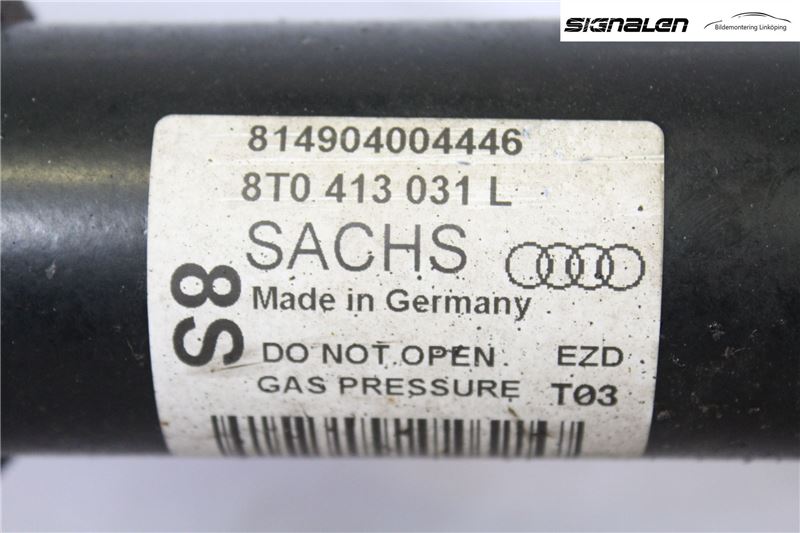 SIGNALEN
Bildemontering Linköping
814904004446
8T0 413 031 L
SACHS
S8
Made in Germany
DO NOT OPEN EZD
GAS PRESSURE T03